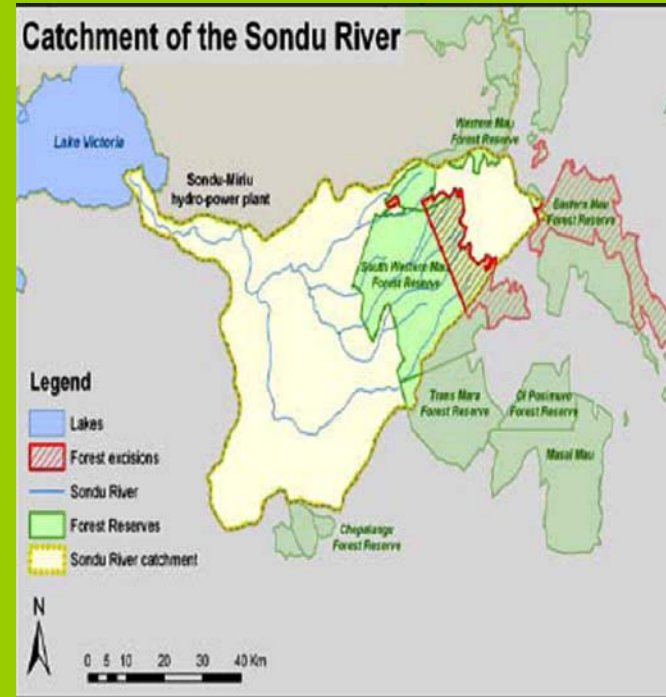 Catchment of the Sondu River
Lake Victoria
Sondu-Miriu
hydro-power plant
Western Mau
Forest Reserve
Eastern Mau
Forest Reserve
South Western Mau
Forest Reserve
Trans Mara
Forest Reserve
Ol Posimoru
Forest Reserve
Masai Mau
Chepalungu
Forest Reserve
Legend
Lakes
Forest excisions
Sondu River
Forest Reserves
Sondu River catchment
N
0 5 10 20 30 40 Km